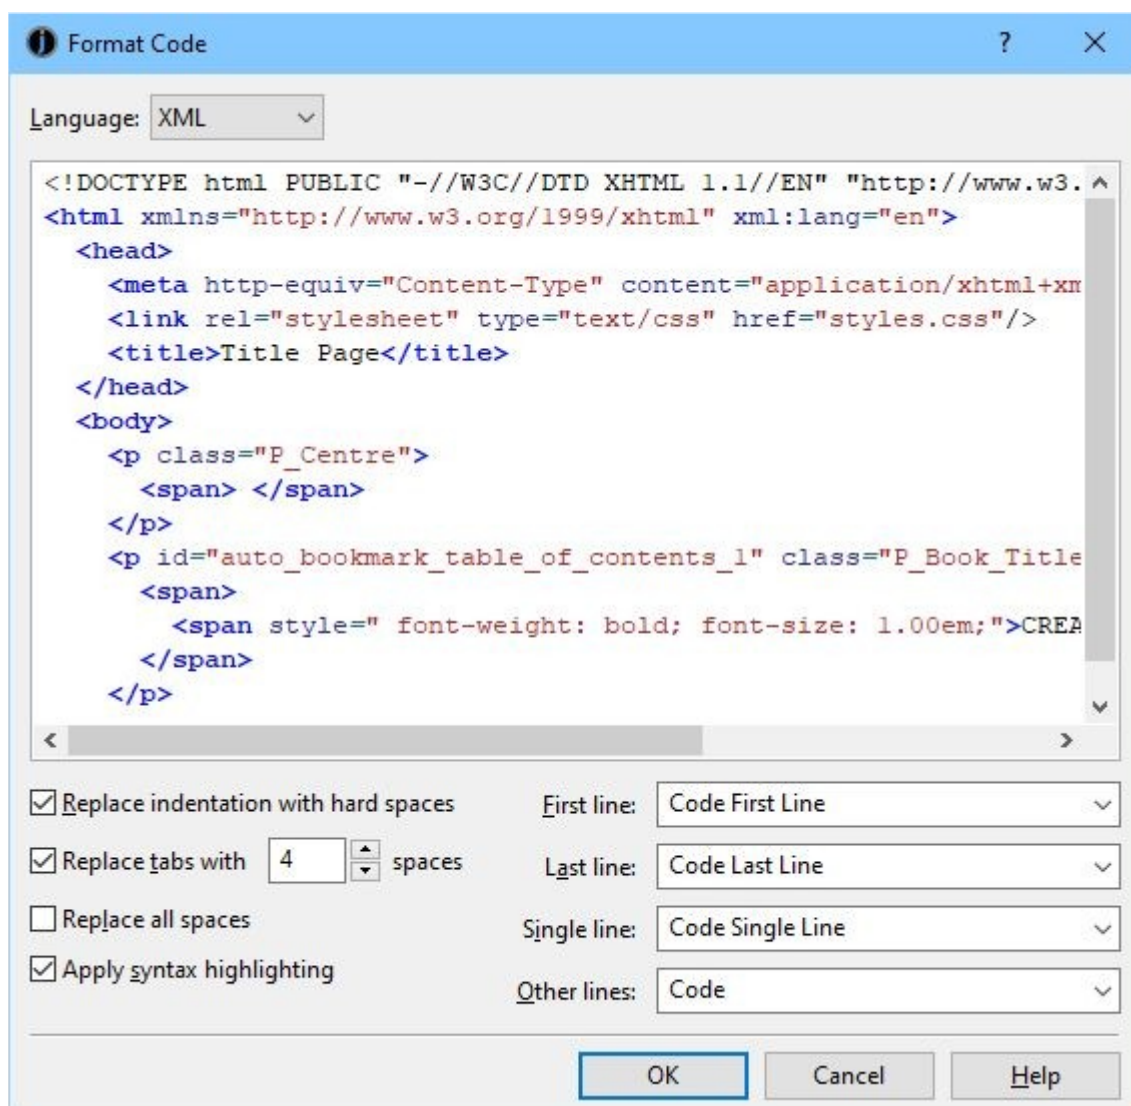 Format Code
Language: XML
<!DOCTYPE html PUBLIC "-//W3C//DTD XHTML 1.1//EN" "http://www.w3.
<html xmlns="http://www.w3.org/1999/xhtml" xml:lang="en">
  <head>
    <meta http-equiv="Content-Type" content="application/xhtml+xm
    <link rel="stylesheet" type="text/css" href="styles.css"/>
    <title>Title Page</title>
  </head>
  <body>
    <p class="P_Centre">
      <span> </span>
    </p>
    <p id="auto_bookmark_table_of_contents_1" class="P_Book_Title
      <span>
        <span style=" font-weight: bold; font-size: 1.00em;">CREA
      </span>
    </p>
Replace indentation with hard spaces
First line: Code First Line
Replace tabs with 4 spaces
Last line: Code Last Line
Replace all spaces
Single line: Code Single Line
Apply syntax highlighting
Other lines: Code
OK Cancel Help